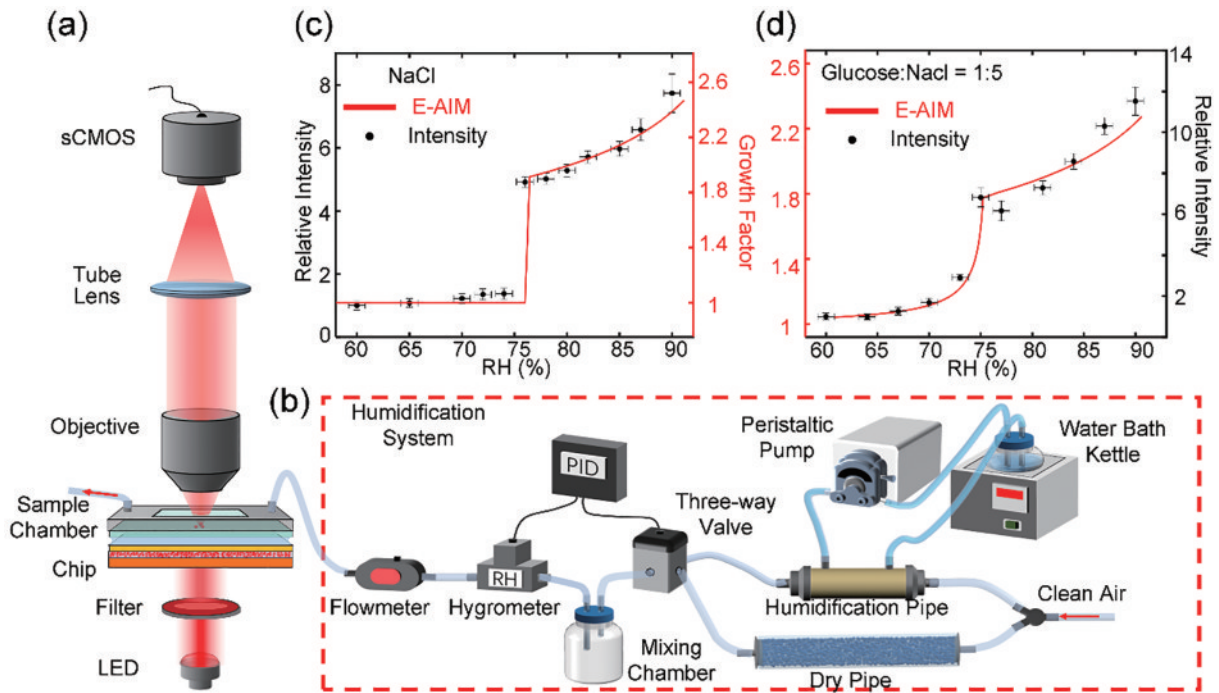 (a)
sCMOS
Tube
Lens
Objective
Sample
Chamber
Chip
Filter
LED
(c)
NaCl
E-AIM
Intensity
Relative Intensity
8
6
4
2
0
2.6
2.2
1.8
1.4
1
Growth Factor
60 65 70 75 80 85 90
RH (%)
(d)
Glucose:Nacl = 1:5
E-AIM
Intensity
2.6
2.2
1.8
1.4
1
14
10
6
2
Relative Intensity
60 65 70 75 80 85 90
RH (%)
(b)
Humidification
System
PID
Peristaltic
Pump
Water Bath
Kettle
Three-way
Valve
RH
Flowmeter
Hygrometer
Mixing
Chamber
Humidification Pipe
Clean Air
Dry Pipe